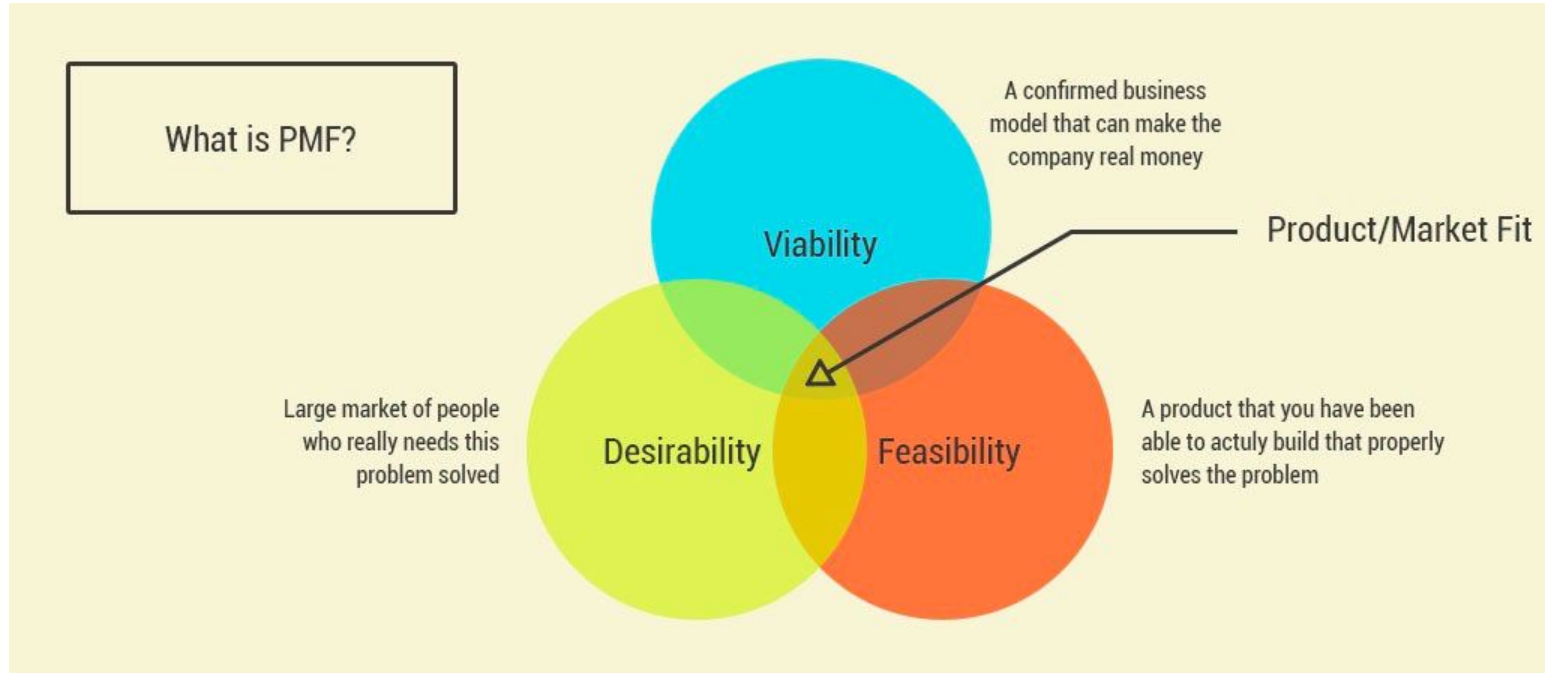 What is PMF?
A confirmed business
model that can make the
company real money
Viability
Product/Market Fit
Large market of people
who really needs this
problem solved
Desirability
Feasibility
A product that you have been
able to actuly build that properly
solves the problem